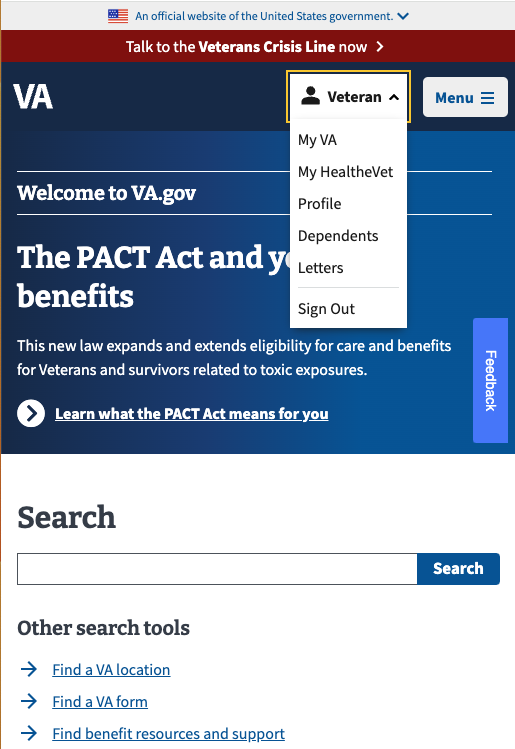 An official website of the United States government.
Talk to the Veterans Crisis Line now
VA
Veteran
Menu
My VA
My HealtheVet
Profile
Dependents
Letters
Sign Out
Welcome to VA.gov
The PACT Act and
benefits
This new law expands and extends eligibility for care and benefits
for Veterans and survivors related to toxic exposures.
Learn what the PACT Act means for you
Feedback
Search
Search
Other search tools
Find a VA location
Find a VA form
Find benefit resources and support